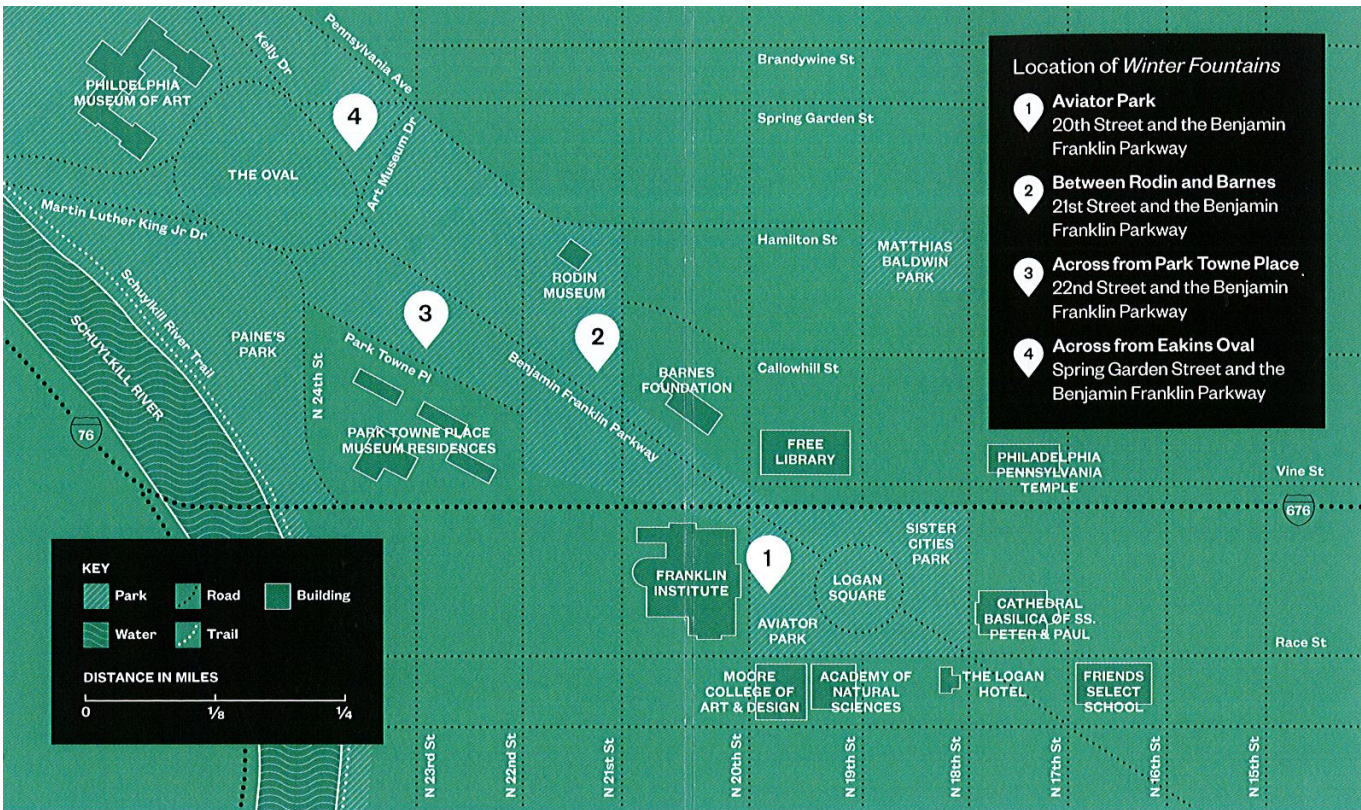 Kelly Dr
Pennsylvania Ave
Brandywine St
PHILDELPHIA
MUSEUM OF ART
4
Art Museum Dr
Spring Garden St
THE OVAL
Martin Luther King Jr Dr
Hamilton St
MATTHIAS
BALDWIN
PARK
RODIN
MUSEUM
Schuylkill River Trail
SCHUYLKILL RIVER
PAINE'S
PARK
3
2
N 24th St
Park Towne Pl
Benjamin Franklin Parkway
BARNES
FOUNDATION
Callowhill St
76
PARK TOWNE PLACE
MUSEUM RESIDENCES
FREE
LIBRARY
PHILADELPHIA
PENNSYLVANIA
TEMPLE
Vine St
676
SISTER
CITIES
PARK
1
FRANKLIN
INSTITUTE
LOGAN
SQUARE
AVIATOR
PARK
CATHEDRAL
BASILICA OF SS.
PETER & PAUL
Race St
MOORE
COLLEGE OF
ART & DESIGN
ACADEMY OF
NATURAL
SCIENCES
THE LOGAN
HOTEL
FRIENDS
SELECT
SCHOOL
N 23rd St
N 22nd St
N 21st St
N 20th St
N 19th St
N 18th St
N 17th St
N 16th St
N 15th St
Location of Winter Fountains
1 Aviator Park
20th Street and the Benjamin
Franklin Parkway
2 Between Rodin and Barnes
21st Street and the Benjamin
Franklin Parkway
3 Across from Park Towne Place
22nd Street and the Benjamin
Franklin Parkway
4 Across from Eakins Oval
Spring Garden Street and the
Benjamin Franklin Parkway
KEY
Park Road Building
Water Trail
DISTANCE IN MILES
0 1/8 1/4